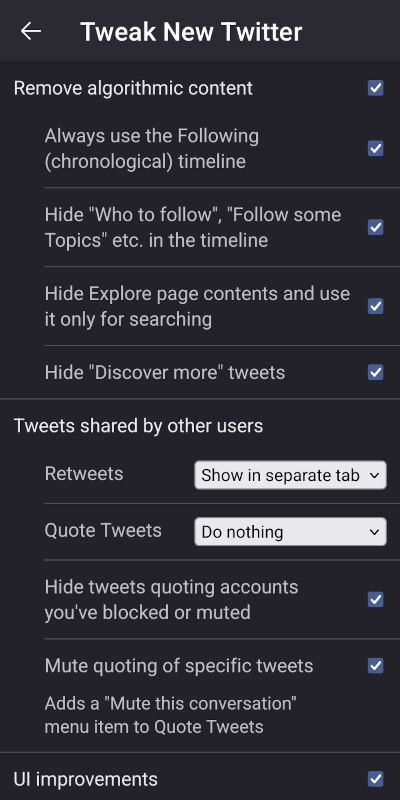 Tweak New Twitter
Remove algorithmic content
Always use the Following
(chronological) timeline
Hide "Who to follow", "Follow some
Topics" etc. in the timeline
Hide Explore page contents and use
it only for searching
Hide "Discover more" tweets
Tweets shared by other users
Retweets
Show in separate tab
Quote Tweets
Do nothing
Hide tweets quoting accounts
you've blocked or muted
Mute quoting of specific tweets
Adds a "Mute this conversation"
menu item to Quote Tweets
UI improvements